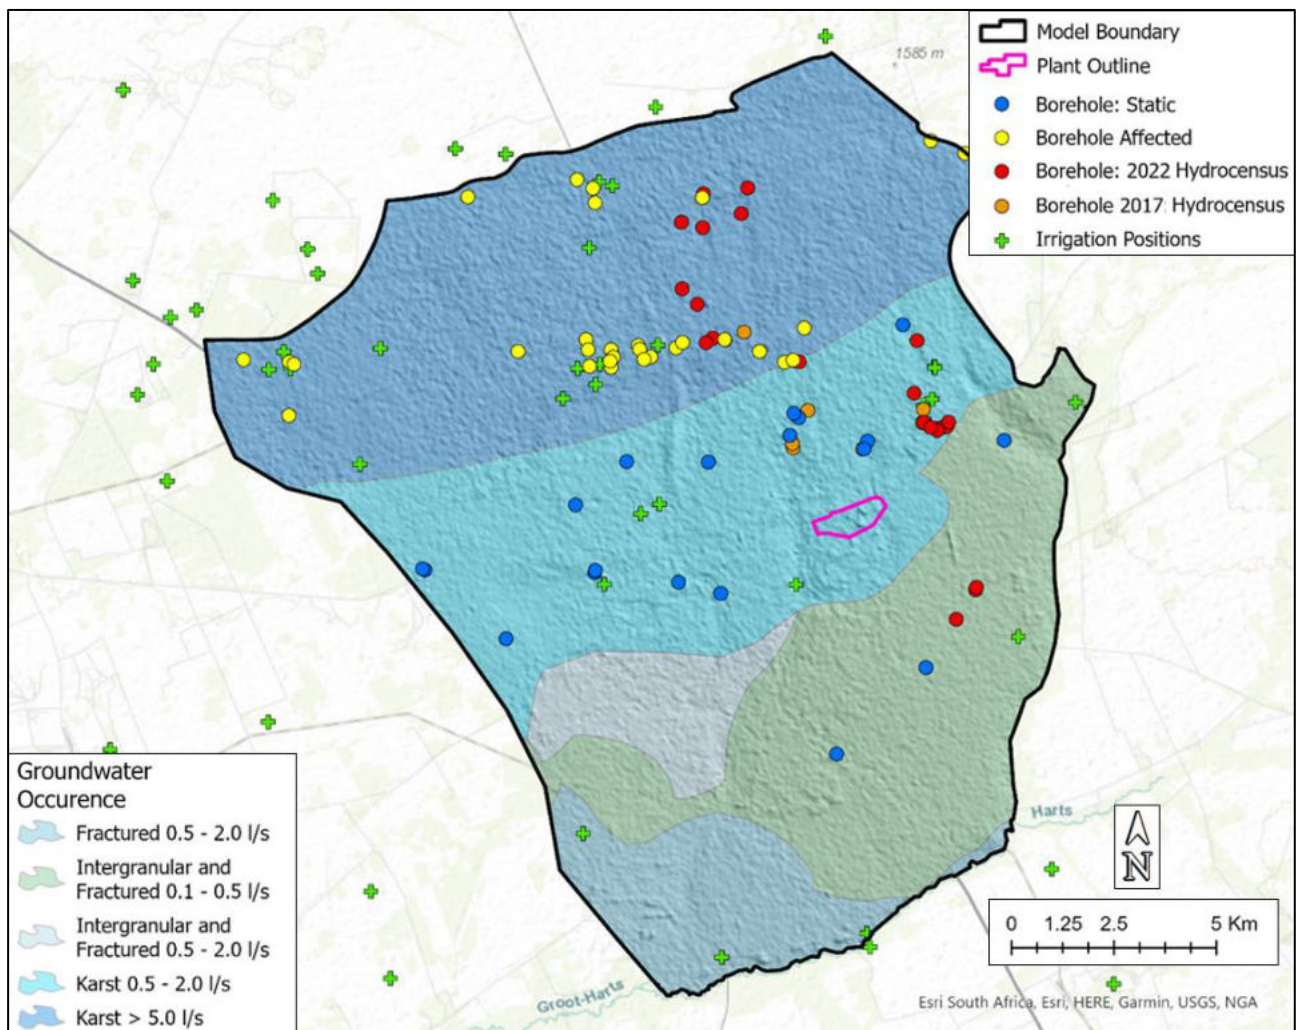 1585 m
Model Boundary
Plant Outline
Borehole: Static
Borehole Affected
Borehole: 2022 Hydrocensus
Borehole 2017: Hydrocensus
Irrigation Positions
Groundwater
Occurence
Fractured 0.5 - 2.0 l/s
Intergranular and
Fractured 0.1 - 0.5 l/s
Intergranular and
Fractured 0.5 - 2.0 l/s
Karst 0.5 - 2.0 l/s
Karst > 5.0 l/s
Harts
Groot-Harts
N
0 1.25 2.5 5 Km
Esri South Africa, Esri, HERE, Garmin, USGS, NGA